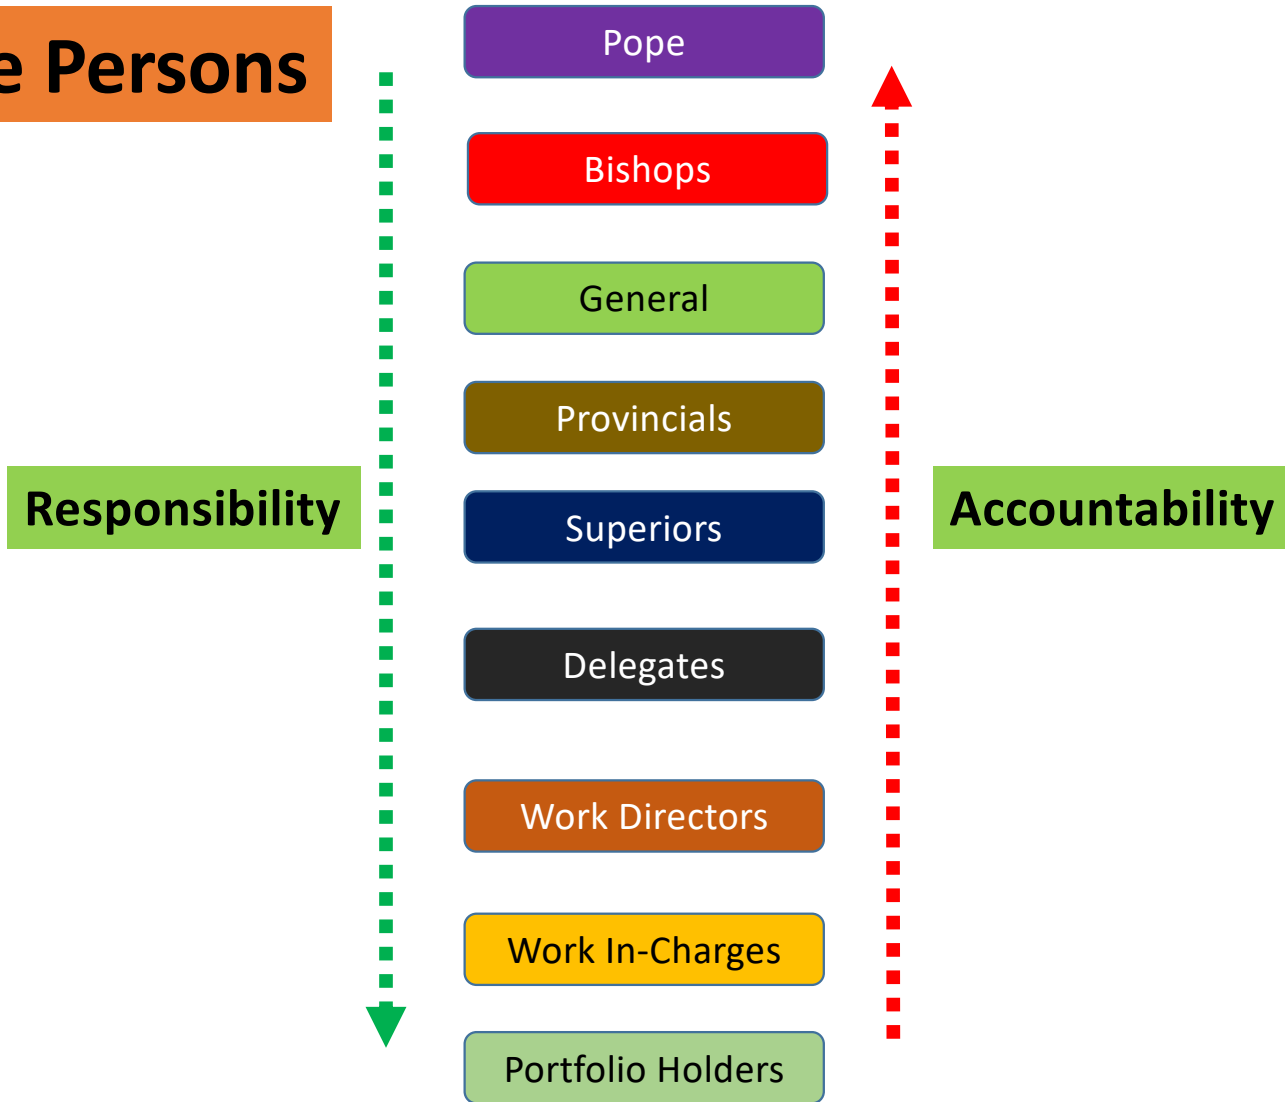 e Persons
Pope
Bishops
General
Provincials
Responsibility
Superiors
Accountability
Delegates
Work Directors
Work In-Charges
Portfolio Holders